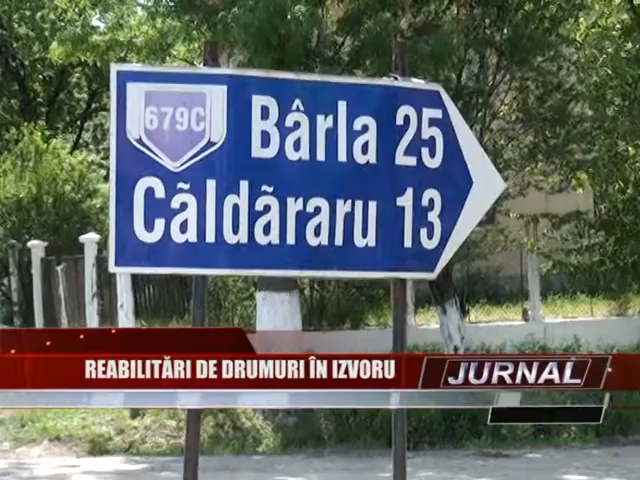 679C
Bârla 25
Cãldãraru 13
REABILITĂRI DE DRUMURI ÎN IZVORU
JURNAL